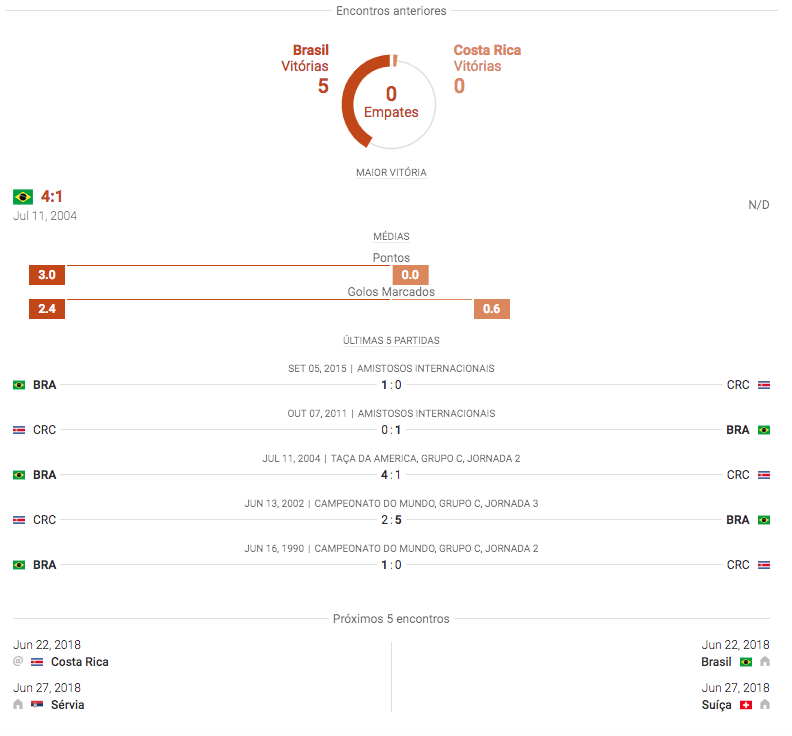 Encontros anteriores
Brasil
Vitórias
5
0
Empates
Costa Rica
Vitórias
0
MAIOR VITÓRIA
4:1
Jul 11, 2004
N/D
MÉDIAS
Pontos
3.0 0.0
Golos Marcados
2.4 0.6
ÚLTIMAS 5 PARTIDAS
SET 05, 2015 | AMISTOSOS INTERNACIONAIS
BRA 1:0 CRC
OUT 07, 2011 | AMISTOSOS INTERNACIONAIS
CRC 0:1 BRA
JUL 11, 2004 | TAÇA DA AMERICA, GRUPO C, JORNADA 2
BRA 4:1 CRC
JUN 13, 2002 | CAMPEONATO DO MUNDO, GRUPO C, JORNADA 3
CRC 2:5 BRA
JUN 16, 1990 | CAMPEONATO DO MUNDO, GRUPO C, JORNADA 2
BRA 1:0 CRC
Próximos 5 encontros
Jun 22, 2018
@ Costa Rica
Jun 27, 2018
Sérvia
Jun 22, 2018
Brasil
Jun 27, 2018
Suíça